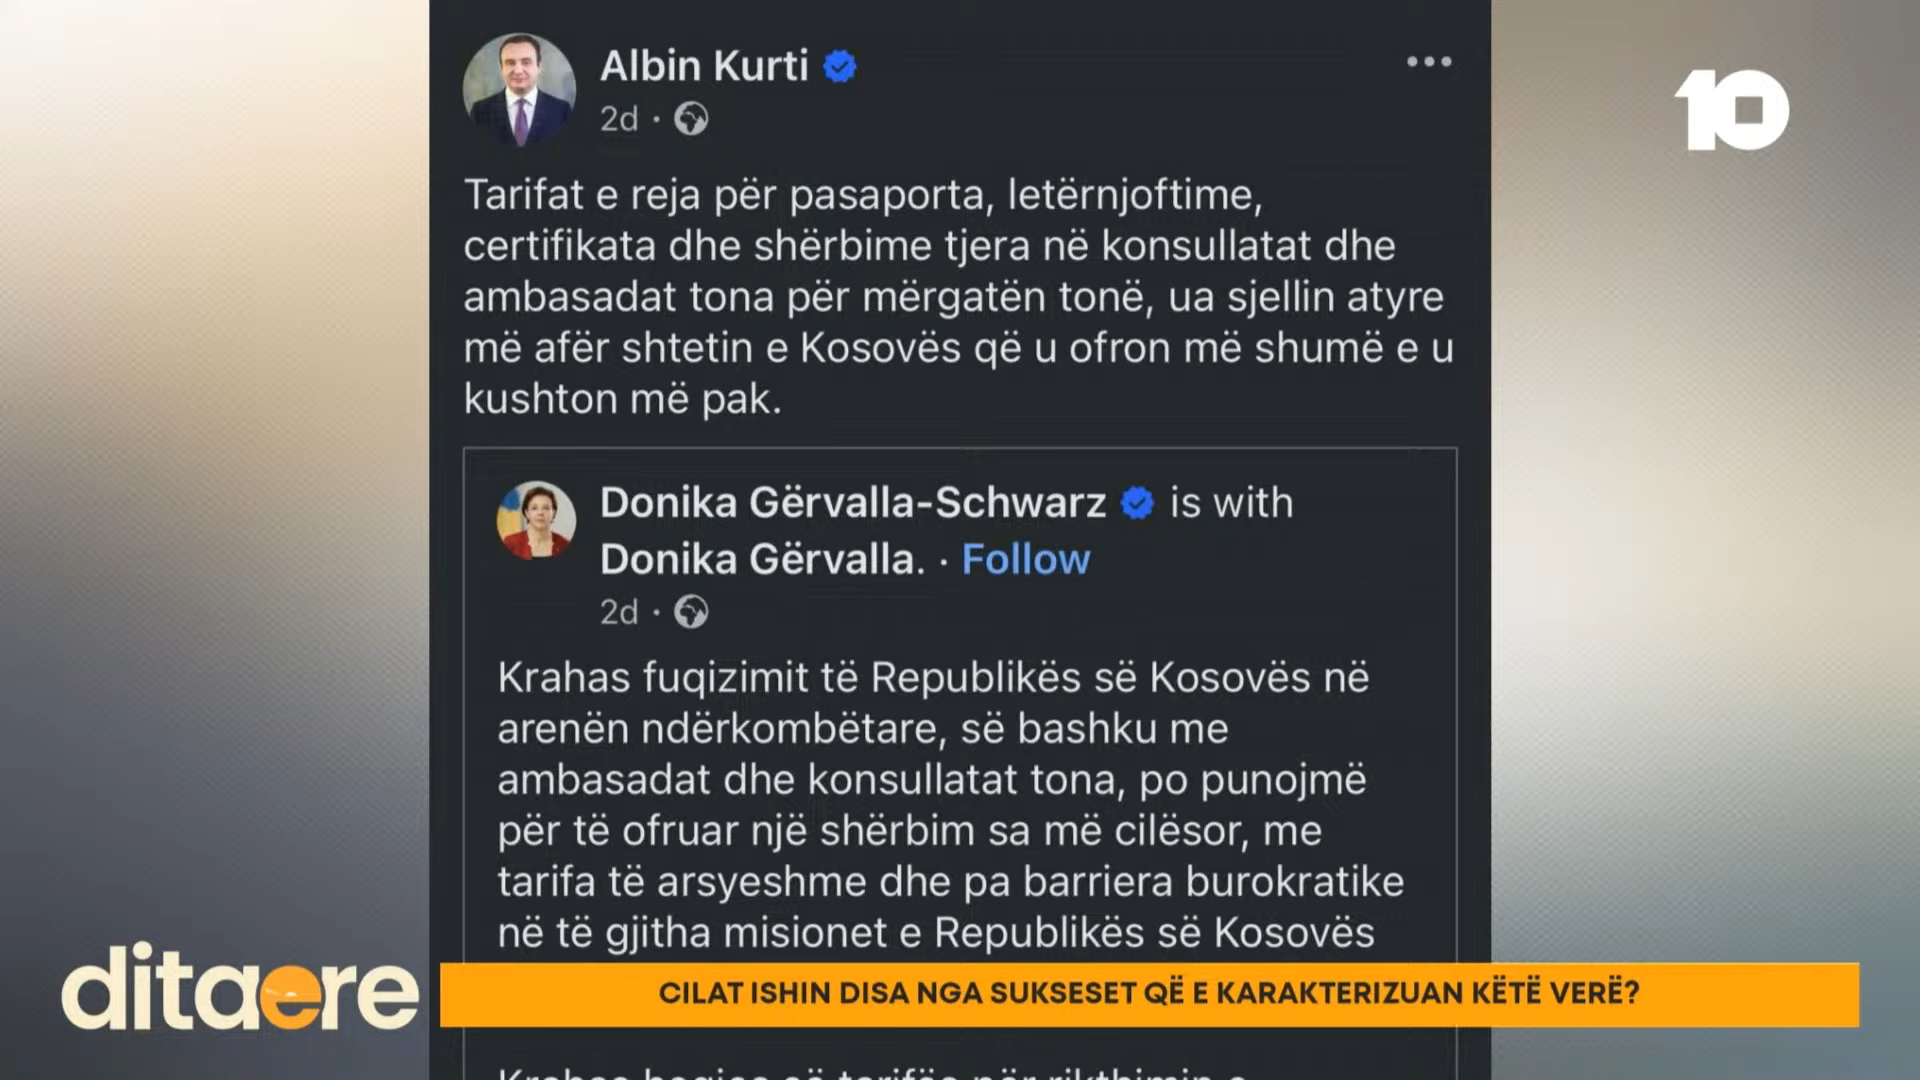 Albin Kurti
2d
10
Tarifat e reja për pasaporta, letërnjoftime,
certifikata dhe shërbime tjera në konsullatat dhe
ambasadat tona për mërgatën tonë, ua sjellin atyre
më afër shtetin e Kosovës që u ofron më shumë e u
kushton më pak.
Donika Gërvalla-Schwarz is with
Donika Gërvalla. · Follow
2d
Krahas fuqizimit të Republikës së Kosovës në
arenën ndërkombëtare, së bashku me
ambasadat dhe konsullatat tona, po punojmë
për të ofruar një shërbim sa më cilësor, me
tarifa të arsyeshme dhe pa barriera burokratike
në të gjitha misionet e Republikës së Kosovës
ditaere
CILAT ISHIN DISA NGA SUKSESET QË E KARAKTERIZUAN KËTË VERË?